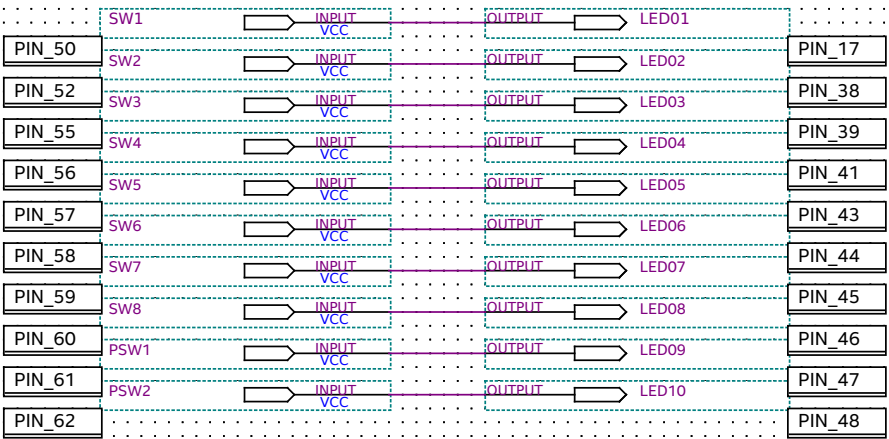 SW1 INPUT OUTPUT LED01
VCC
PIN_50 PIN_17
SW2 INPUT OUTPUT LED02
VCC
PIN_52 PIN_38
SW3 INPUT OUTPUT LED03
VCC
PIN_55 PIN_39
SW4 INPUT OUTPUT LED04
VCC
PIN_56 PIN_41
SW5 INPUT OUTPUT LED05
VCC
PIN_57 PIN_43
SW6 INPUT OUTPUT LED06
VCC
PIN_58 PIN_44
SW7 INPUT OUTPUT LED07
VCC
PIN_59 PIN_45
SW8 INPUT OUTPUT LED08
VCC
PIN_60 PIN_46
PSW1 INPUT OUTPUT LED09
VCC
PIN_61 PIN_47
PSW2 INPUT OUTPUT LED10
VCC
PIN_62 PIN_48